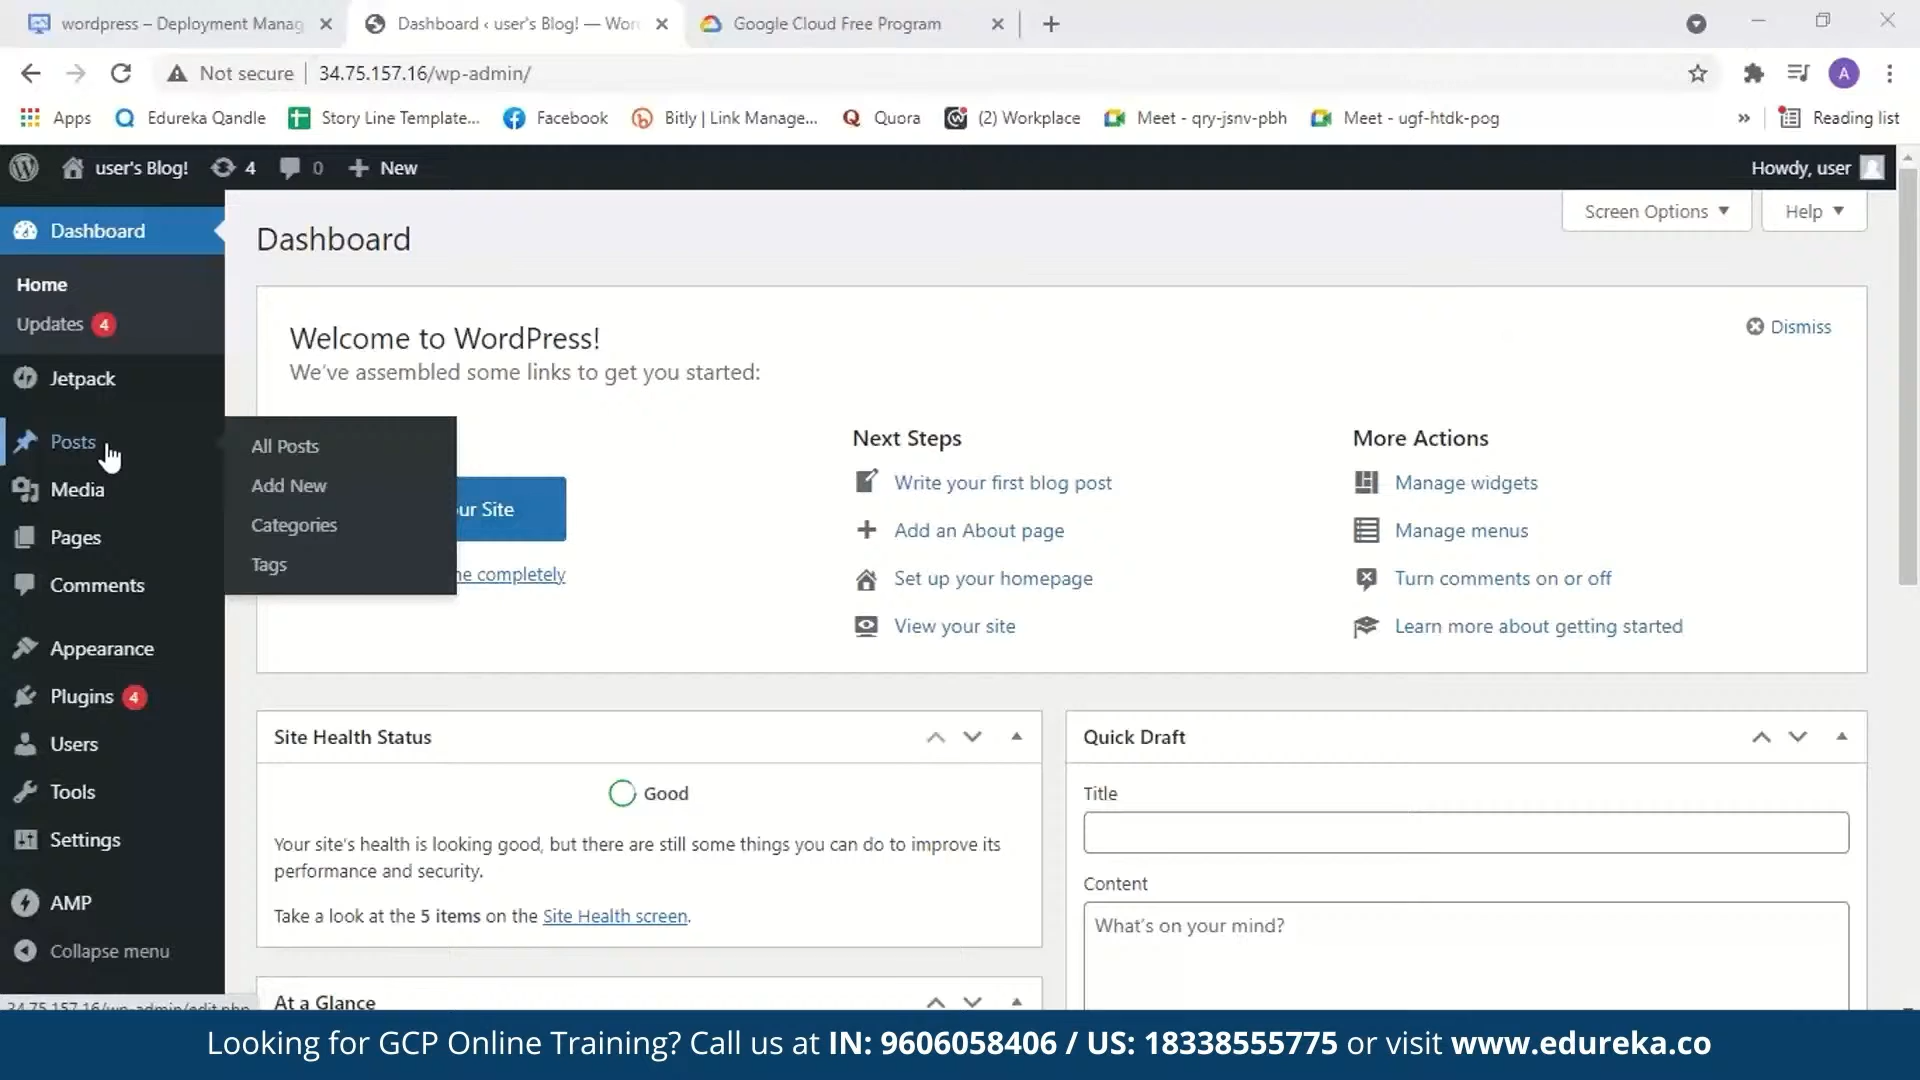 wordpress – Deployment Manag
Dashboard ‹ user's Blog! — Wor
Google Cloud Free Program
Not secure
34.75.157.16/wp-admin/
A
Apps
Edureka Qandle
Story Line Template...
Facebook
Bitly | Link Manage...
Quora
(2) Workplace
Meet - qry-jsnv-pbh
Meet - ugf-htdk-pog
»
Reading list
user's Blog!
4
0
New
Howdy, user
Dashboard
Home
Updates 4
Jetpack
Posts
Media
Pages
Comments
Appearance
Plugins 4
Users
Tools
Settings
AMP
Collapse menu
All Posts
Add New
Categories
Tags
Screen Options
Help
Dashboard
Welcome to WordPress!
We've assembled some links to get you started:
Dismiss
ur Site
e completely
Next Steps
Write your first blog post
Add an About page
Set up your homepage
View your site
More Actions
Manage widgets
Manage menus
Turn comments on or off
Learn more about getting started
Site Health Status
Good
Your site's health is looking good, but there are still some things you can do to improve its
performance and security.
Take a look at the 5 items on the Site Health screen.
At a Glance
Quick Draft
Title
Content
What's on your mind?
34.75.157.16/wp-admin/edit.php
Looking for GCP Online Training? Call us at IN: 9606058406 / US: 18338555775 or visit www.edureka.co